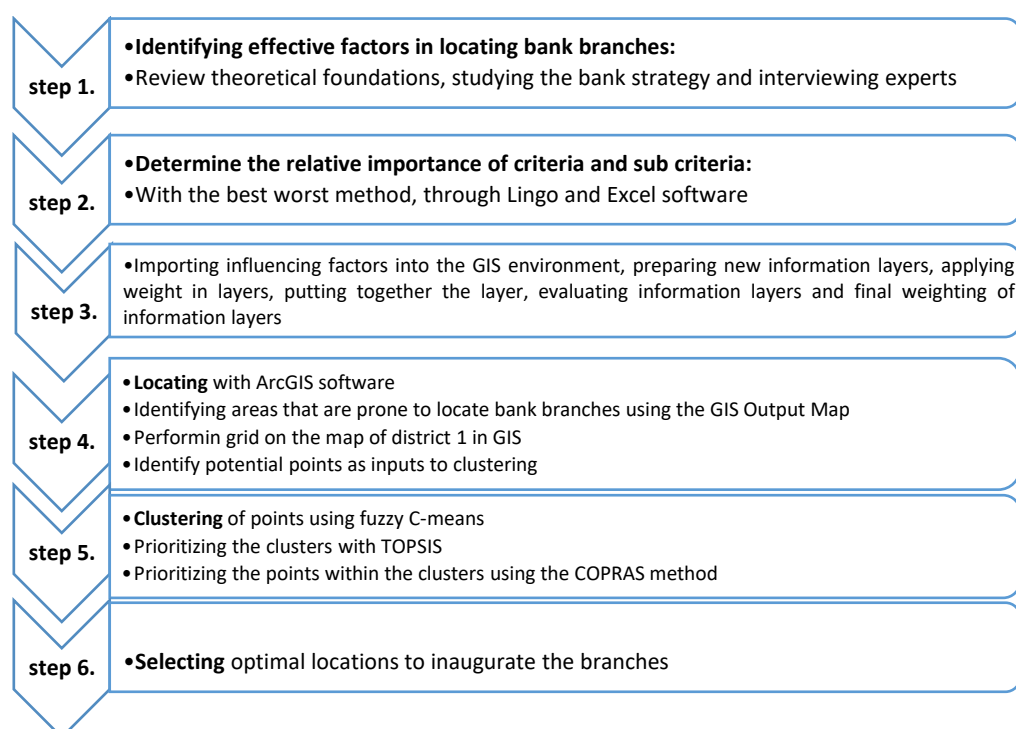 step 1.
•Identifying effective factors in locating bank branches:
•Review theoretical foundations, studying the bank strategy and interviewing experts
step 2.
•Determine the relative importance of criteria and sub criteria:
•With the best worst method, through Lingo and Excel software
step 3.
•Importing influencing factors into the GIS environment, preparing new information layers, applying
weight in layers, putting together the layer, evaluating information layers and final weighting of
information layers
step 4.
•Locating with ArcGIS software
•Identifying areas that are prone to locate bank branches using the GIS Output Map
•Performin grid on the map of district 1 in GIS
•Identify potential points as inputs to clustering
step 5.
•Clustering of points using fuzzy C-means
•Prioritizing the clusters with TOPSIS
•Prioritizing the points within the clusters using the COPRAS method
step 6.
•Selecting optimal locations to inaugurate the branches